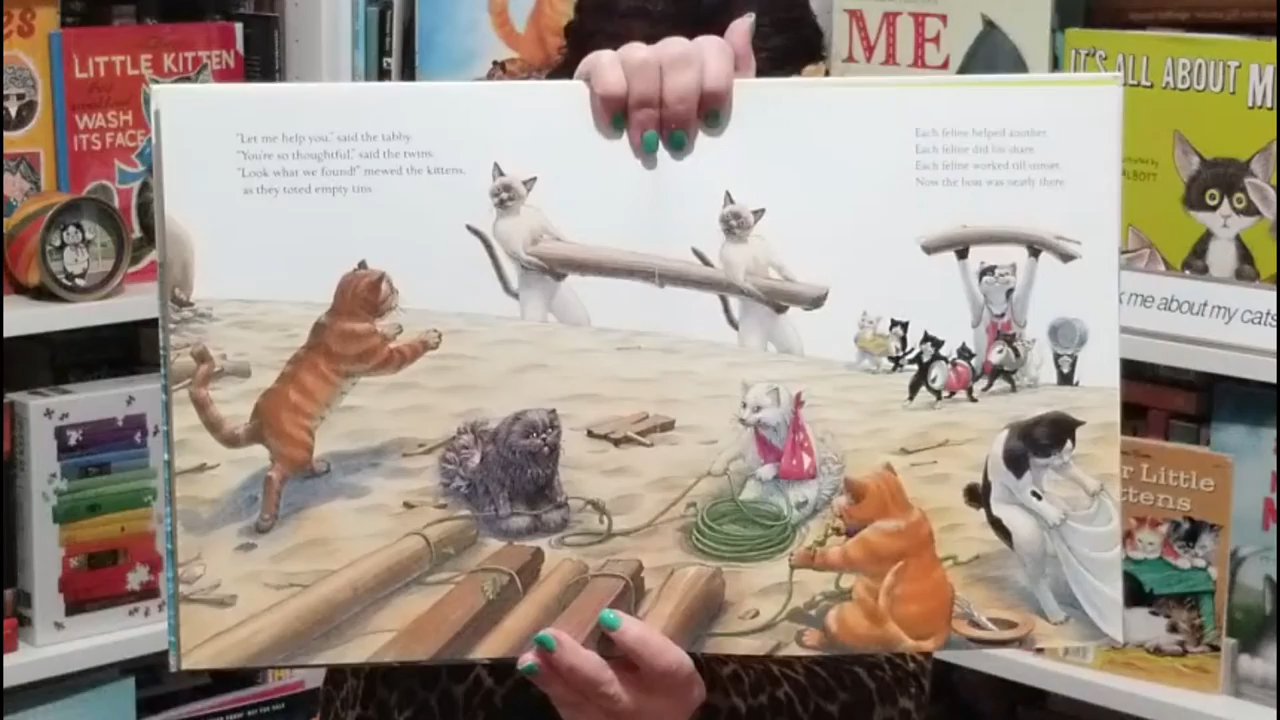 LITTLE KITTEN
WASH
ITS FACE
ME
IT'S ALL ABOUT M
"Let me help you," said the tabby.
"You're so thoughtful," said the twins.
"Look what we found!" mewed the kittens,
as they toted empty tins.
Each feline helped another.
Each feline did his share.
Each feline worked till sunset.
Now the boat was nearly there.
me about my cats
r Little
ttens